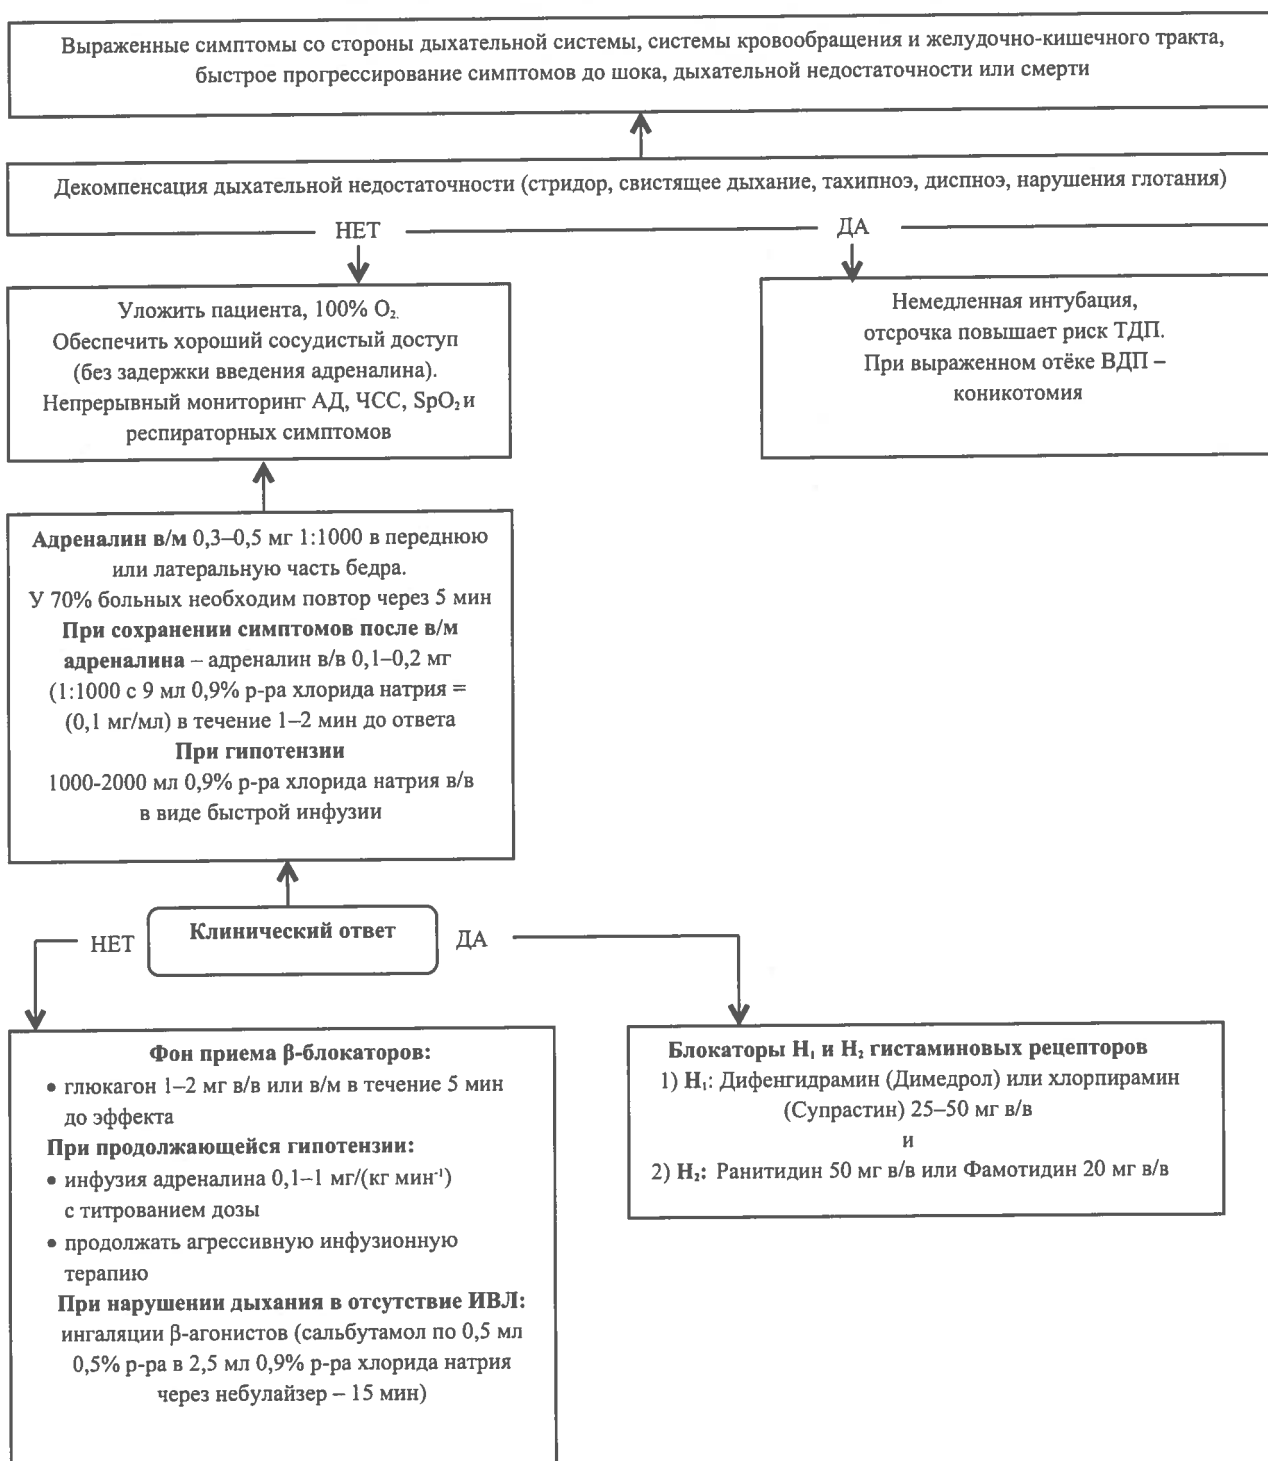 Выраженные симптомы со стороны дыхательной системы, системы кровообращения и желудочно-кишечного тракта,
быстрое прогрессирование симптомов до шока, дыхательной недостаточности или смерти
Декомпенсация дыхательной недостаточности (стридор, свистящее дыхание, тахипноэ, диспноэ, нарушения глотания)
НЕТ
ДА
Уложить пациента, 100% O₂.
Обеспечить хороший сосудистый доступ
(без задержки введения адреналина).
Непрерывный мониторинг АД, ЧСС, SpO₂ и
респираторных симптомов
Немедленная интубация,
отсрочка повышает риск ТДП.
При выраженном отёке ВДП –
коникотомия
Адреналин в/м 0,3–0,5 мг 1:1000 в переднюю
или латеральную часть бедра.
У 70% больных необходим повтор через 5 мин
При сохранении симптомов после в/м
адреналина – адреналин в/в 0,1–0,2 мг
(1:1000 с 9 мл 0,9% р-ра хлорида натрия =
(0,1 мг/мл) в течение 1–2 мин до ответа
При гипотензии
1000-2000 мл 0,9% р-ра хлорида натрия в/в
в виде быстрой инфузии
НЕТ
Клинический ответ
ДА
Фон приема β-блокаторов:
• глюкагон 1–2 мг в/в или в/м в течение 5 мин
до эффекта
При продолжающейся гипотензии:
• инфузия адреналина 0,1–1 мг/(кг мин⁻¹)
с титрованием дозы
• продолжать агрессивную инфузионную
терапию
При нарушении дыхания в отсутствие ИВЛ:
ингаляции β-агонистов (сальбутамол по 0,5 мл
0,5% р-ра в 2,5 мл 0,9% р-ра хлорида натрия
через небулайзер – 15 мин)
Блокаторы H₁ и H₂ гистаминовых рецепторов
1) H₁: Дифенгидрамин (Димедрол) или хлорпирамин
(Супрастин) 25–50 мг в/в
и
2) H₂: Ранитидин 50 мг в/в или Фамотидин 20 мг в/в